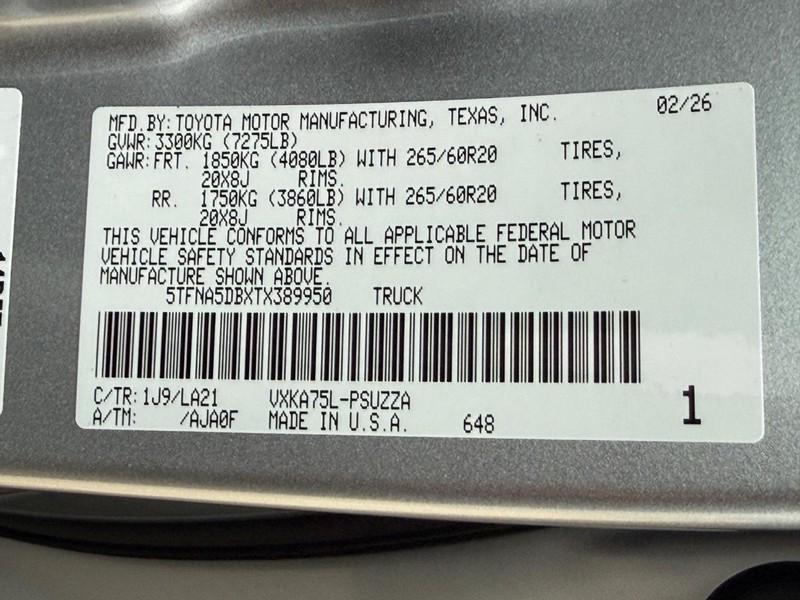 MFD.BY: TOYOTA MOTOR MANUFACTURING, TEXAS, INC. 02/26
GVWR: 3300KG (7275LB)
GAWR: FRT. 1850KG (4080LB) WITH 265/60R20 TIRES,
20X8J RIMS.
RR. 1750KG (3860LB) WITH 265/60R20 TIRES,
20X8J RIMS.
THIS VEHICLE CONFORMS TO ALL APPLICABLE FEDERAL MOTOR
VEHICLE SAFETY STANDARDS IN EFFECT ON THE DATE OF
MANUFACTURE SHOWN ABOVE.
5TFNA5DBXTX389950 TRUCK
C/TR: 1J9/LA21 VXKA75L-PSUZZA
A/TM: /AJA0F MADE IN U.S.A. 648 1